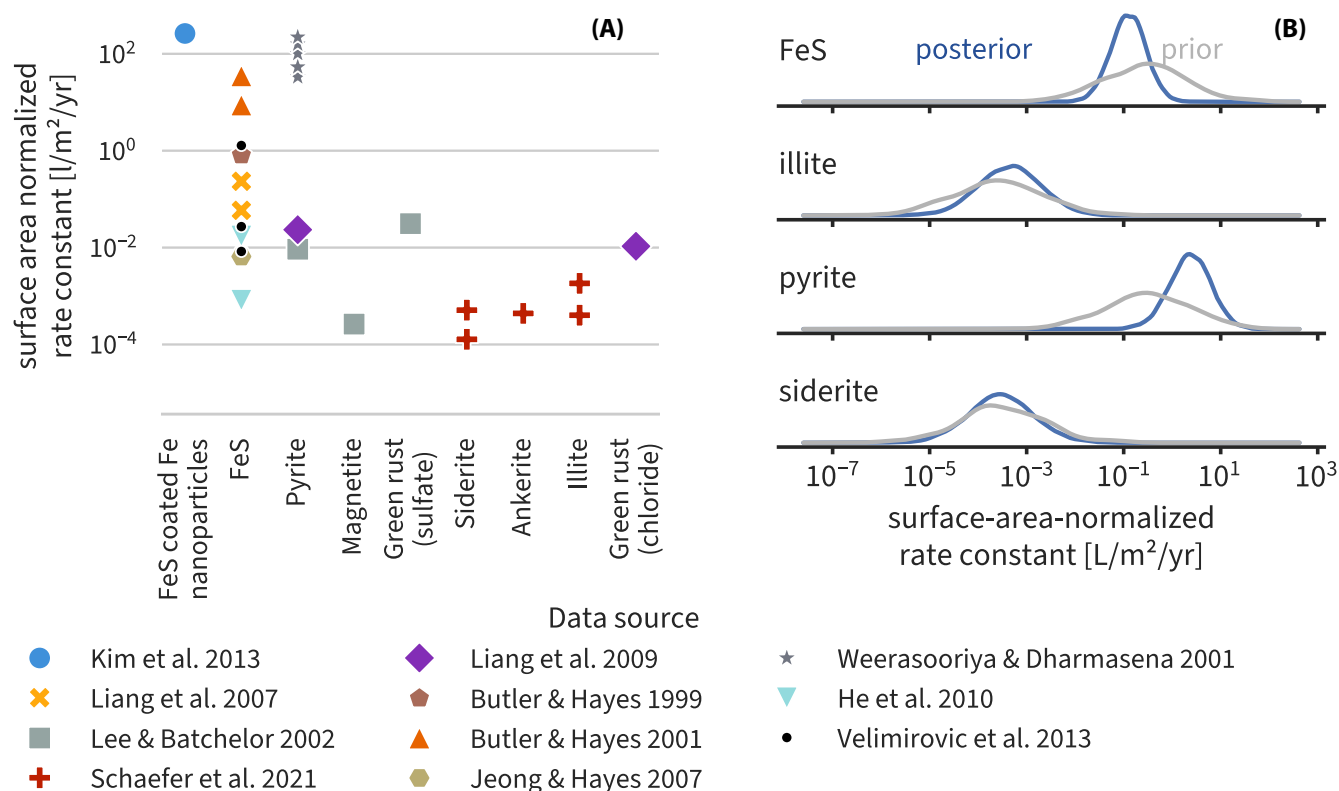 (A)
surface area normalized
rate constant [l/m²/yr]
10²
10⁰
10⁻²
10⁻⁴
FeS coated Fe
nanoparticles
FeS
Pyrite
Magnetite
Green rust
(sulfate)
Siderite
Ankerite
Illite
Green rust
(chloride)
(B)
FeS
posterior
prior
illite
pyrite
siderite
10⁻⁷ 10⁻⁵ 10⁻³ 10⁻¹ 10¹ 10³
surface-area-normalized
rate constant [L/m²/yr]
Data source
Kim et al. 2013
Liang et al. 2007
Lee & Batchelor 2002
Schaefer et al. 2021
Liang et al. 2009
Butler & Hayes 1999
Butler & Hayes 2001
Jeong & Hayes 2007
Weerasooriya & Dharmasena 2001
He et al. 2010
Velimirovic et al. 2013